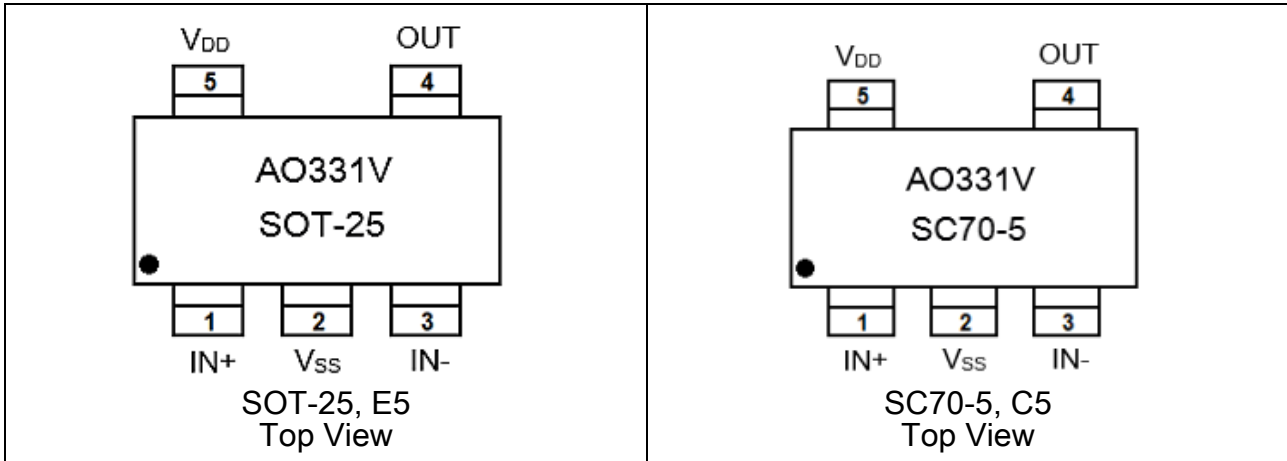 VDD OUT
5 4
AO331V
SOT-25
1 2 3
IN+ VSS IN-
SOT-25, E5
Top View
VDD OUT
5 4
AO331V
SC70-5
1 2 3
IN+ VSS IN-
SC70-5, C5
Top View